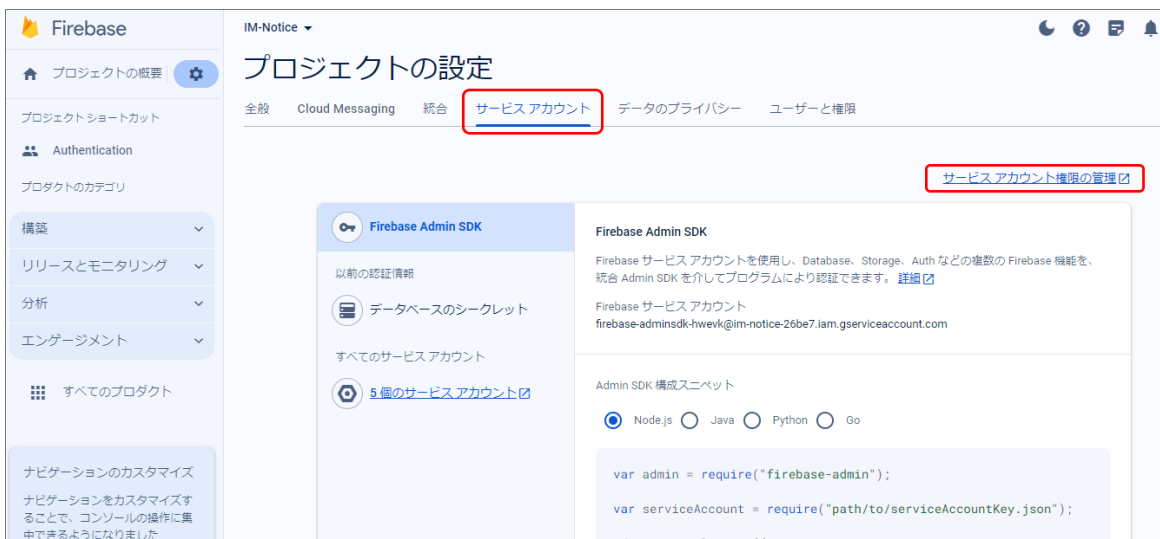 Firebase
IM-Notice
プロジェクトの概要
プロジェクトの設定
全般 Cloud Messaging 統合 サービス アカウント データのプライバシー ユーザーと権限
プロジェクト ショートカット
Authentication
プロダクトのカテゴリ
構築
リリースとモニタリング
分析
エンゲージメント
すべてのプロダクト
ナビゲーションのカスタマイズ
ナビゲーションをカスタマイズす
ることで、コンソールの操作に集
中できるようになりました
サービス アカウント権限の管理
Firebase Admin SDK
以前の認証情報
データベースのシークレット
すべてのサービス アカウント
5 個のサービス アカウント
Firebase Admin SDK
Firebase サービス アカウントを使用し、Database、Storage、Auth などの複数の Firebase 機能を、
統合 Admin SDK を介してプログラムにより認証できます。 詳細
Firebase サービス アカウント
firebase-adminsdk-hwevk@im-notice-26be7.iam.gserviceaccount.com
Admin SDK 構成スニペット
Node.js Java Python Go
var admin = require("firebase-admin");
var serviceAccount = require("path/to/serviceAccountKey.json");